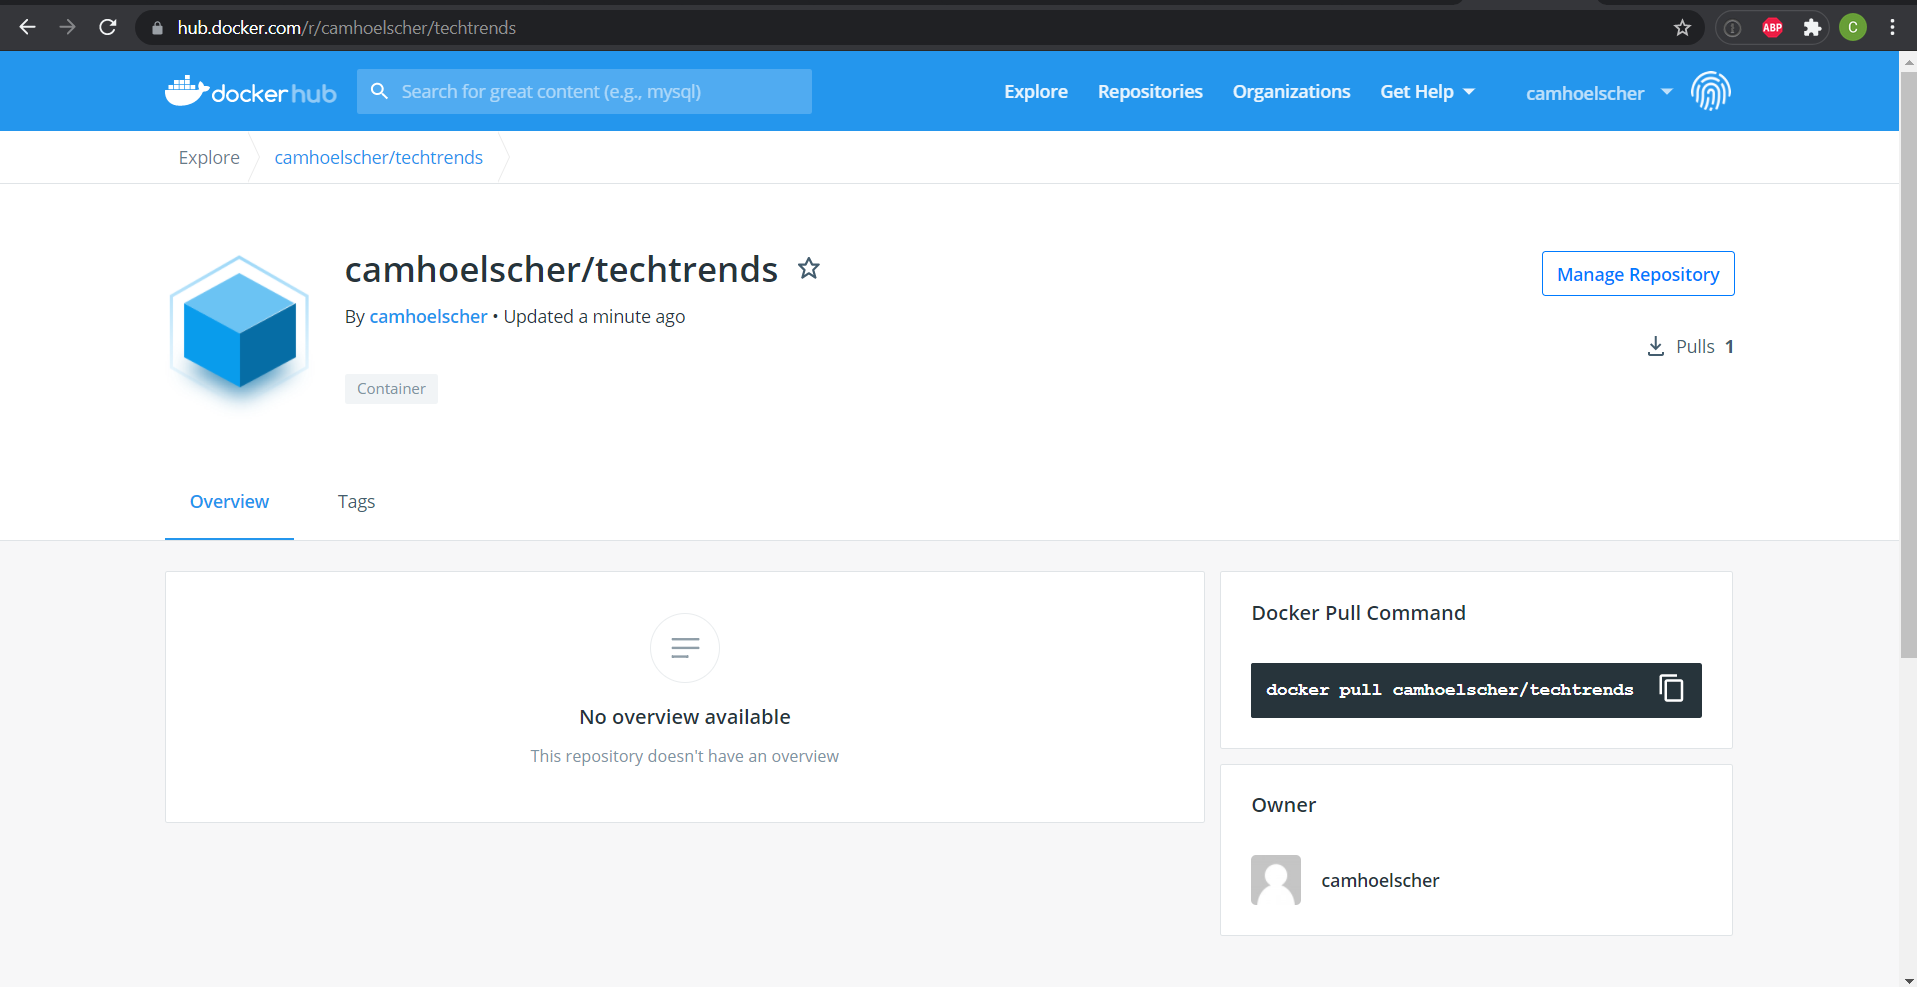 hub.docker.com/r/camhoelscher/techtrends
ABP
C
docker hub
Search for great content (e.g., mysql)
Explore
Repositories
Organizations
Get Help
camhoelscher
Explore
camhoelscher/techtrends
camhoelscher/techtrends
By camhoelscher • Updated a minute ago
Container
Manage Repository
Pulls 1
Overview
Tags
No overview available
This repository doesn't have an overview
Docker Pull Command
docker pull camhoelscher/techtrends
Owner
camhoelscher